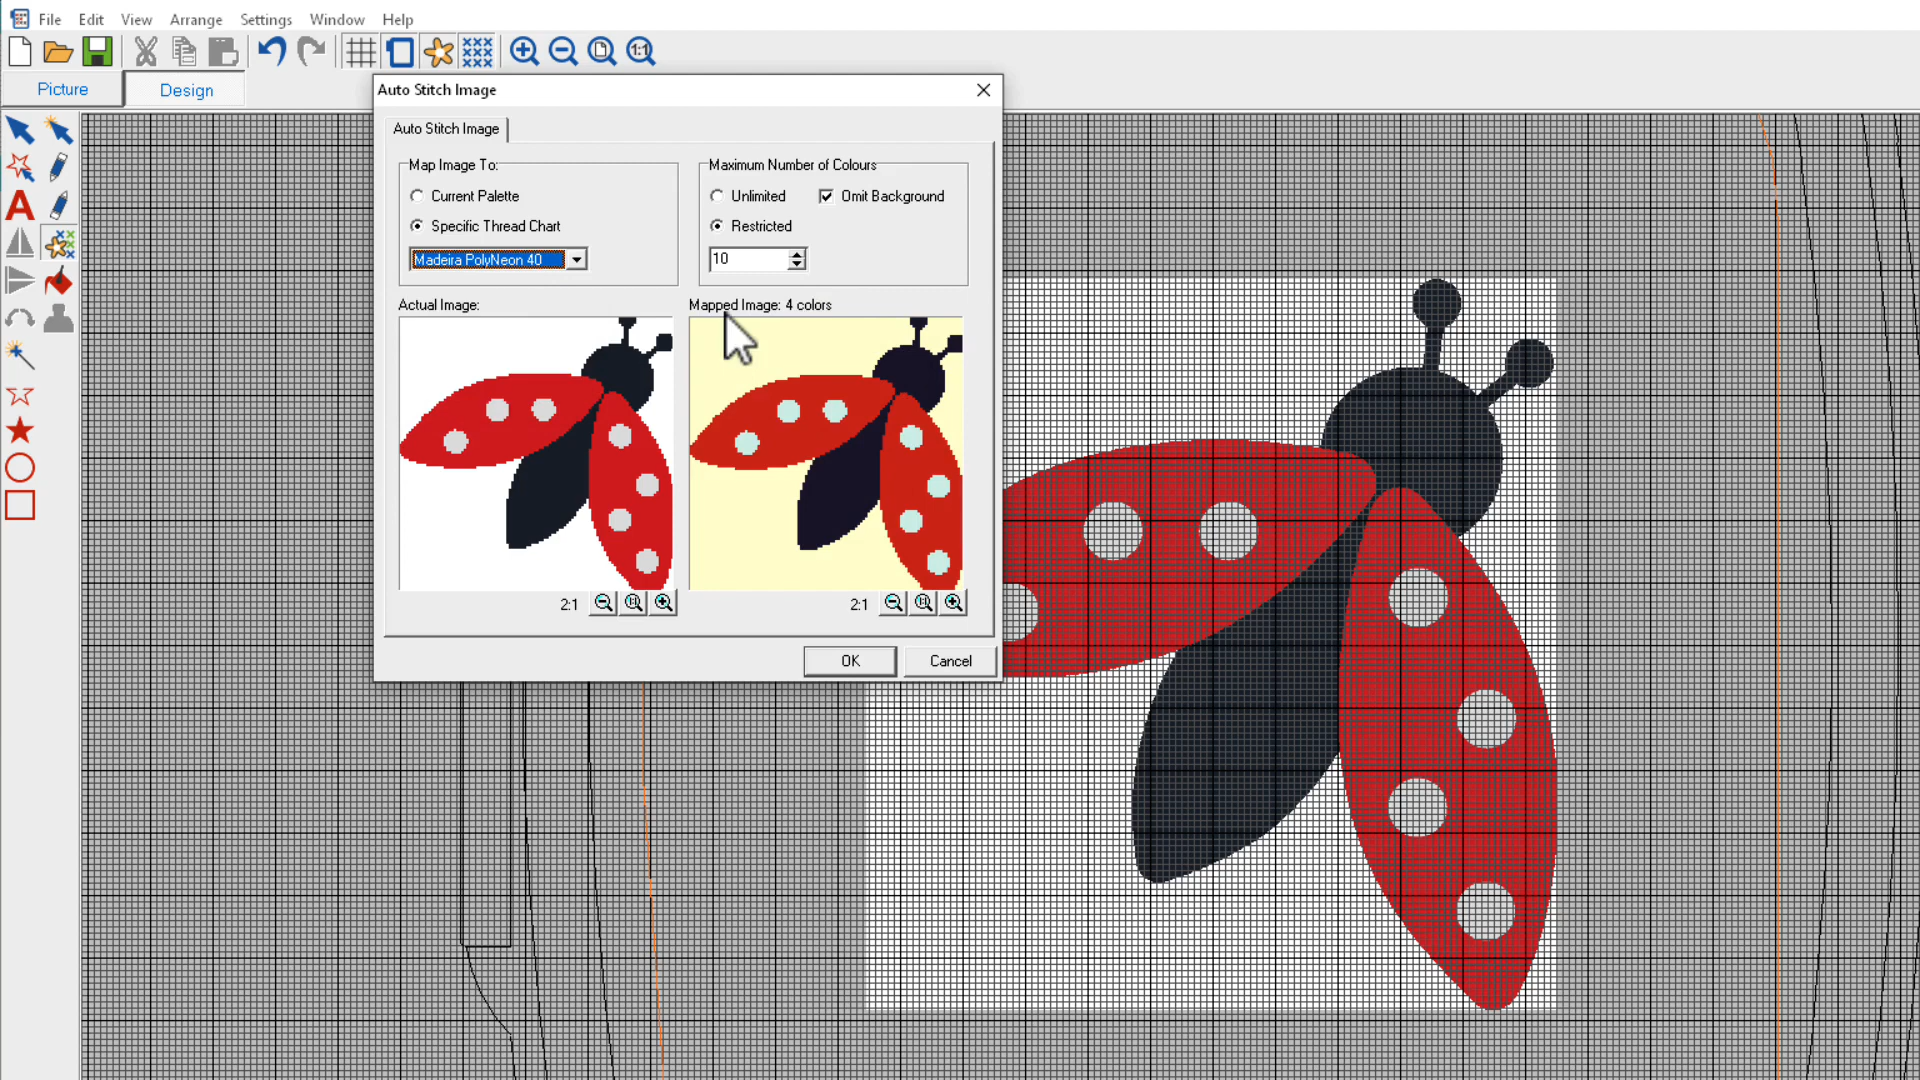 File Edit View Arrange Settings Window Help
1:1
Picture Design
Auto Stitch Image
Auto Stitch Image
Map Image To: Maximum Number of Colours
Current Palette Unlimited Omit Background
Specific Thread Chart Restricted
Madeira PolyNeon 40 10
Actual Image: Mapped Image: 4 colors
A
2:1 2:1
OK Cancel